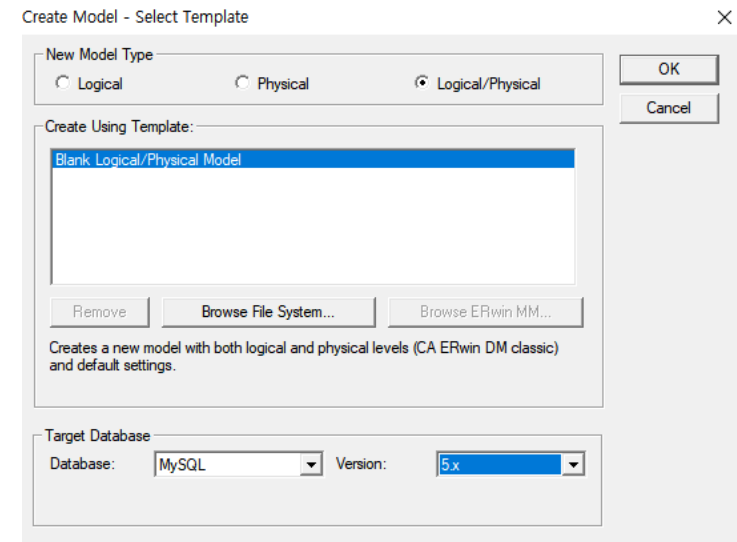 Create Model - Select Template
New Model Type
Logical
Physical
Logical/Physical
OK
Cancel
Create Using Template:
Blank Logical/Physical Model
Remove
Browse File System...
Browse ERwin MM...
Creates a new model with both logical and physical levels (CA ERwin DM classic)
and default settings.
Target Database
Database: MySQL Version: 5.x